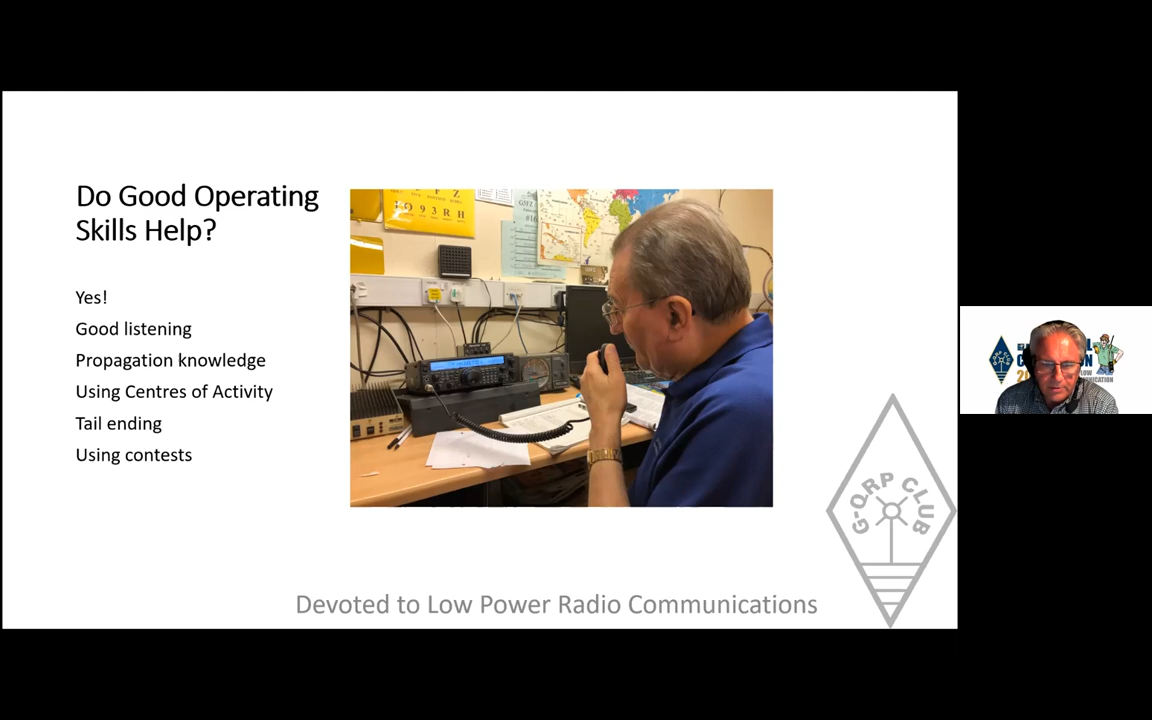 Do Good Operating
Skills Help?
Yes!
Good listening
Propagation knowledge
Using Centres of Activity
Tail ending
Using contests
G-QRP CLUB
Devoted to Low Power Radio Communications